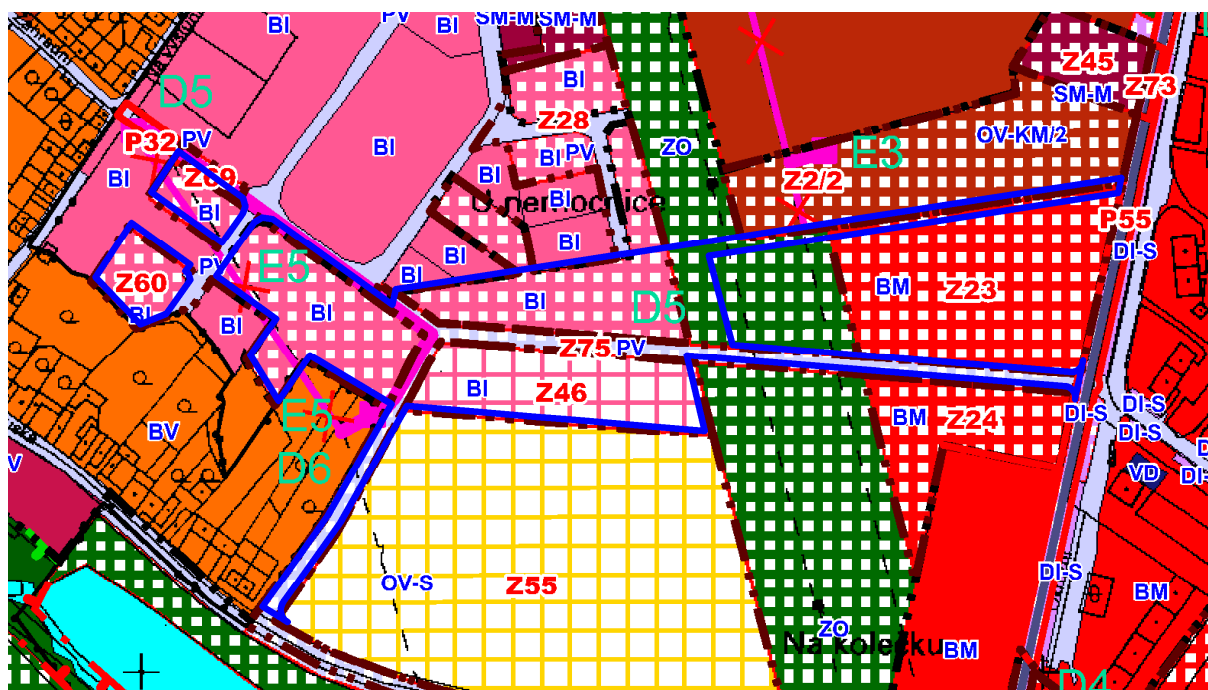 BI
PV
BI
SM-M
SM-M
Z45
Z73
D5
BI
SM-M
P32
PV
Z28
BI
OV-KM/2
BI
PV
BI
ZO
E3
BI
Z69
BI
BI
Z2/2
BI
U nemocnice
P55
BI
BI
DI-S
PV
E5
BI
Z60
BI
D5
BM
Z23
BI
BI
BI
Z75
PV
BI
Z46
E5
BM
Z24
DI-S
DI-S
DI-S
BV
D6
VD
V
OV-S
Z55
DI-S
BM
ZO
Na kolečku
BM
D4